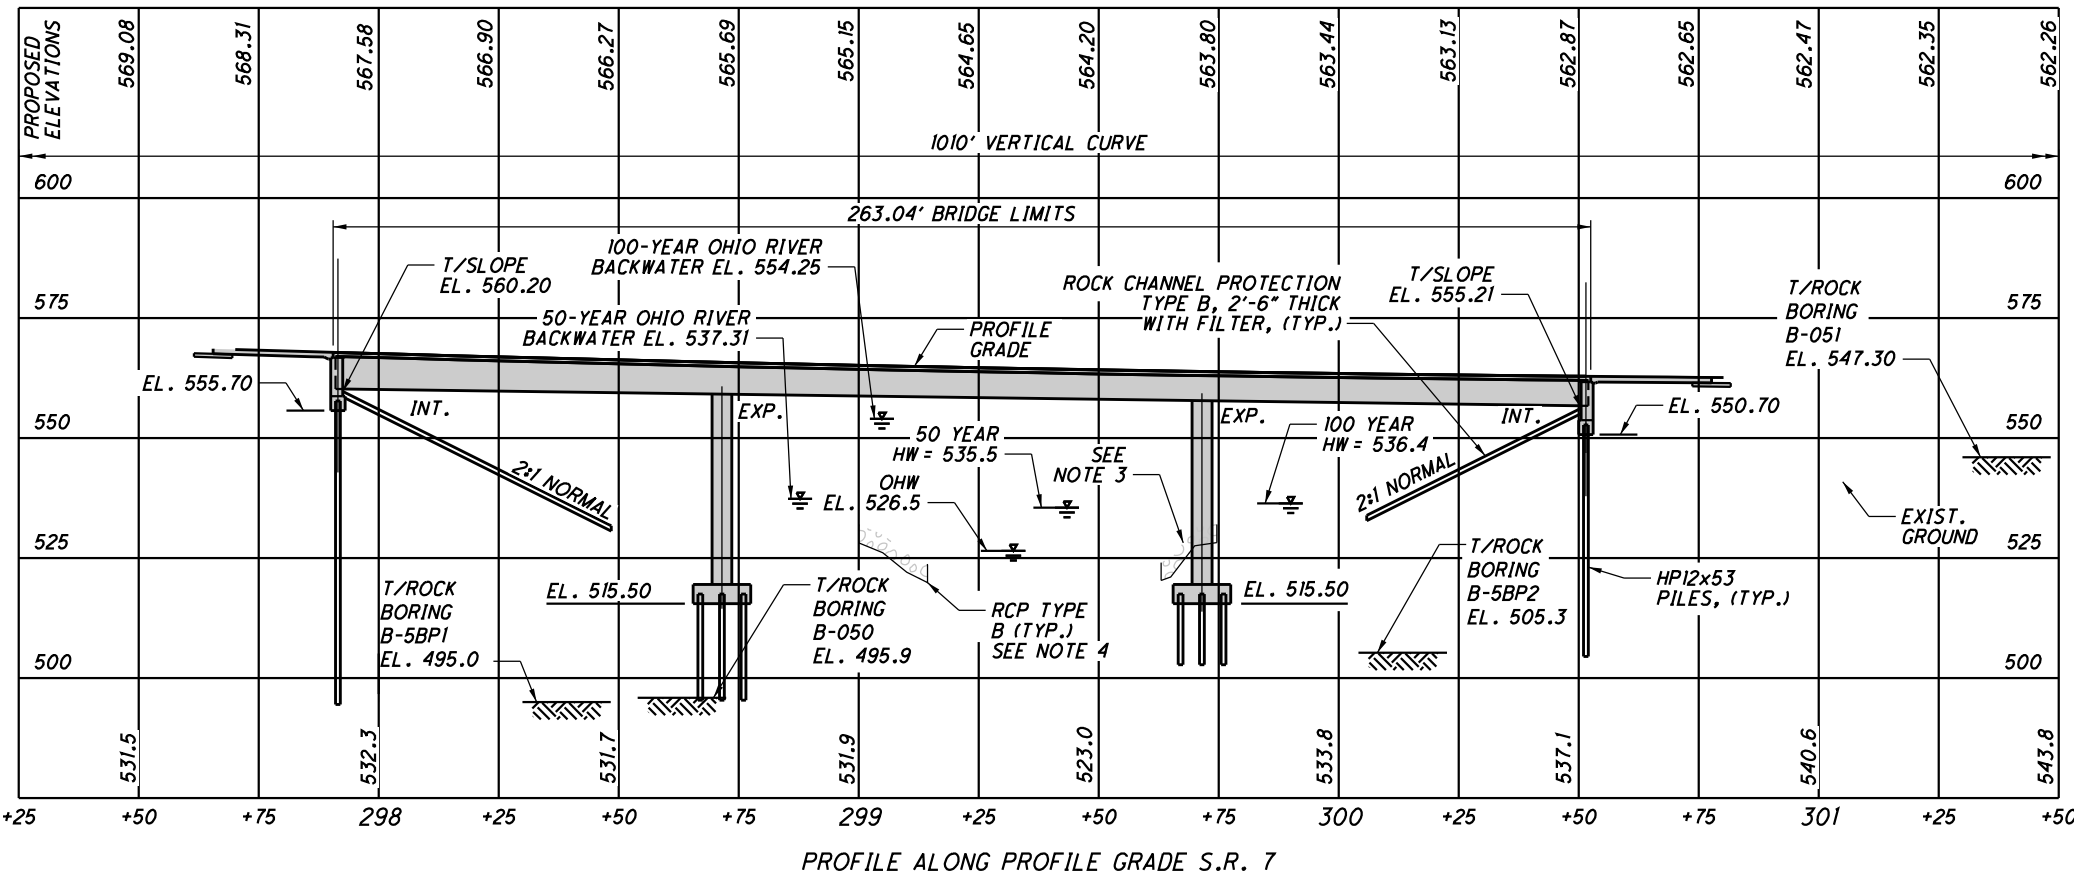 PROPOSED
ELEVATIONS
569.08
568.31
567.58
566.90
566.27
565.69
565.15
564.65
564.20
563.80
563.44
563.13
562.87
562.65
562.47
562.35
562.26
1010' VERTICAL CURVE
600
600
263.04' BRIDGE LIMITS
100-YEAR OHIO RIVER
BACKWATER EL. 554.25
T/SLOPE
EL. 560.20
ROCK CHANNEL PROTECTION
TYPE B, 2'-6" THICK
WITH FILTER, (TYP.)
T/SLOPE
EL. 555.21
T/ROCK
BORING
B-051
EL. 547.30
575
575
50-YEAR OHIO RIVER
BACKWATER EL. 537.31
PROFILE
GRADE
EL. 555.70
INT.
EXP.
EXP.
INT.
EL. 550.70
550
550
50 YEAR
HW = 535.5
SEE
NOTE 3
100 YEAR
HW = 536.4
OHW
EL. 526.5
2:1 NORMAL
2:1 NORMAL
EXIST.
GROUND
525
525
T/ROCK
BORING
B-5BP1
EL. 495.0
EL. 515.50
T/ROCK
BORING
B-050
EL. 495.9
RCP TYPE
B (TYP.)
SEE NOTE 4
EL. 515.50
T/ROCK
BORING
B-5BP2
EL. 505.3
HP12x53
PILES, (TYP.)
500
500
531.5
532.3
531.7
531.9
523.0
533.8
537.1
540.6
543.8
+25 +50 +75 298 +25 +50 +75 299 +25 +50 +75 300 +25 +50 +75 301 +25 +50
PROFILE ALONG PROFILE GRADE S.R. 7